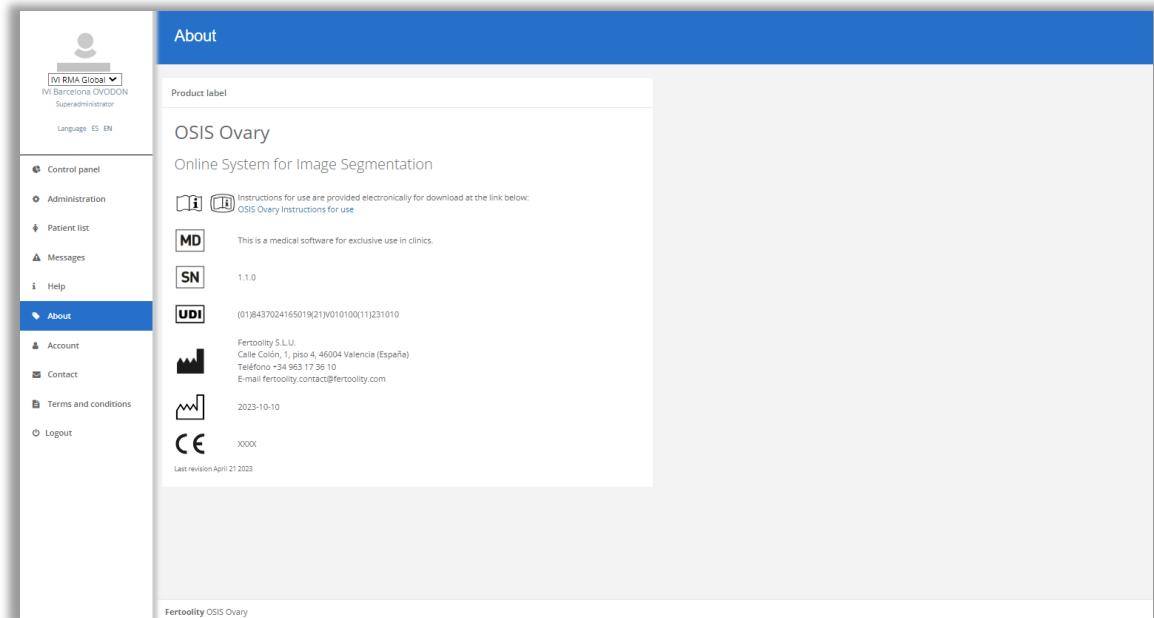 About
IVI RMA Global
IVI Barcelona OVODON
Superadministrator
Language ES EN
Control panel
Administration
Patient list
Messages
Help
About
Account
Contact
Terms and conditions
Logout
Product label
OSIS Ovary
Online System for Image Segmentation
Instructions for use are provided electronically for download at the link below:
OSIS Ovary Instructions for use
MD
This is a medical software for exclusive use in clinics.
SN
1.1.0
UDI
(01)8437024165019(21)V010100(11)231010
Fertoolity S.L.U.
Calle Colón, 1, piso 4, 46004 Valencia (España)
Teléfono +34 963 17 36 10
E-mail fertoolity.contact@fertoolity.com
2023-10-10
CE
XXXX
Last revision April 21 2023
Fertoolity OSIS Ovary